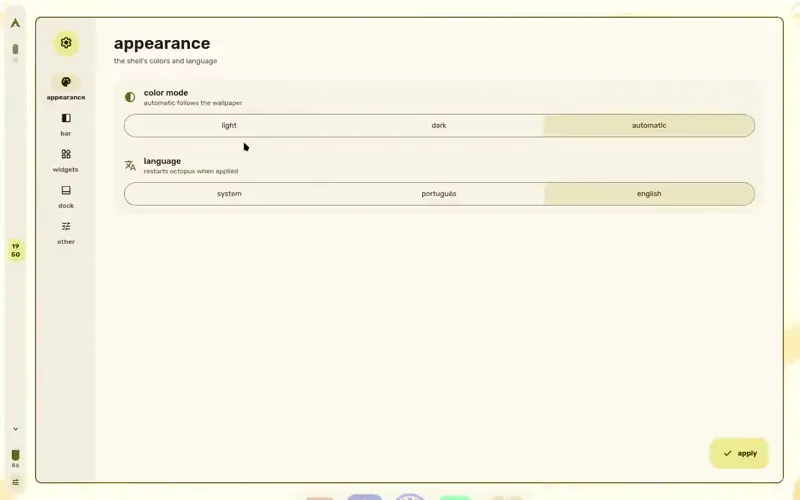 appearance
the shell's colors and language
color mode
automatic follows the wallpaper
light
dark
automatic
language
restarts octopus when applied
system
português
english
appearance
bar
widgets
dock
other
19
50
apply